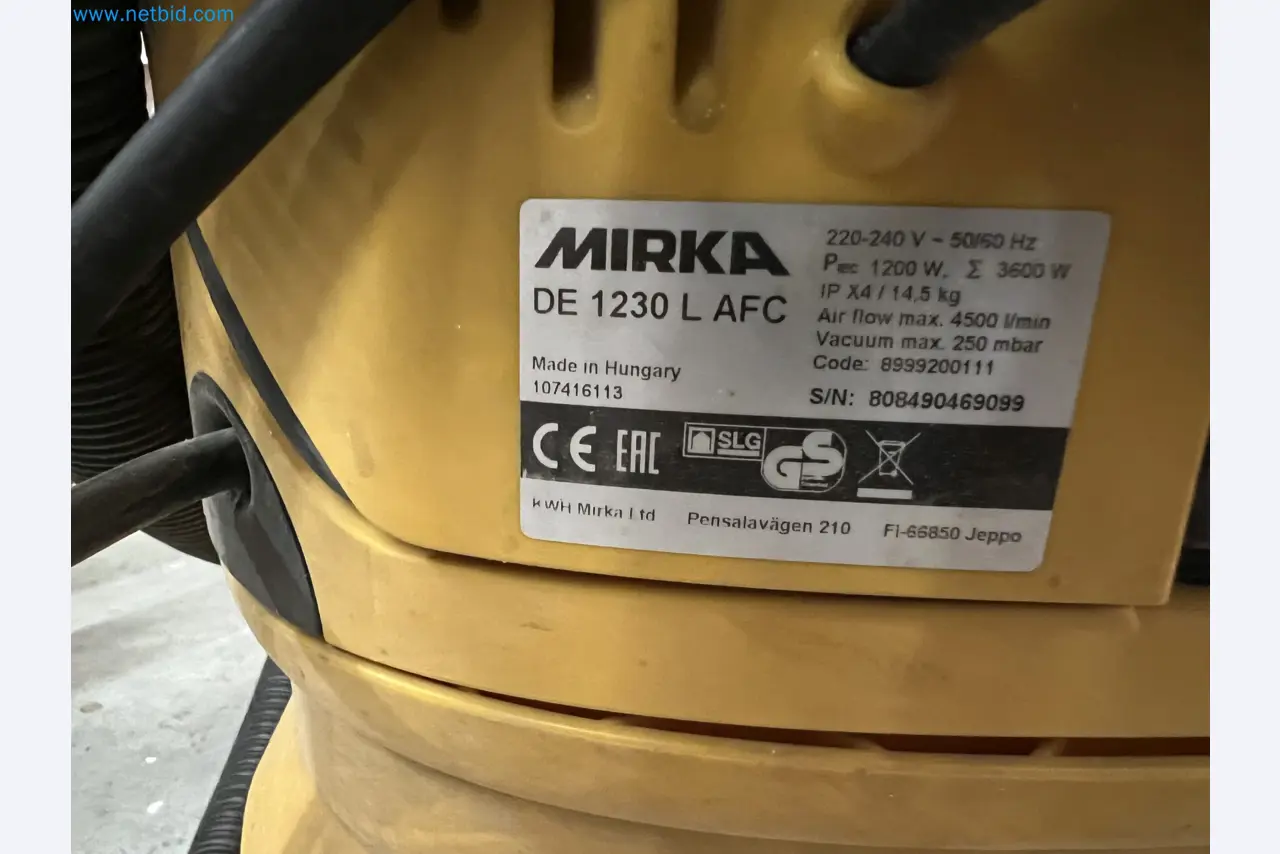 www.netbid.com
MIRKA
DE 1230 L AFC
Made in Hungary
107416113
220-240 V ~ 50/60 Hz
P IEC 1200 W, Σ 3600 W
IP X4 / 14,5 kg
Air flow max. 4500 l/min
Vacuum max. 250 mbar
Code: 8999200111
S/N: 808490469099
CE EAC SLG GS
KWH Mirka Ltd Pensalavägen 210 FI-66850 Jeppo